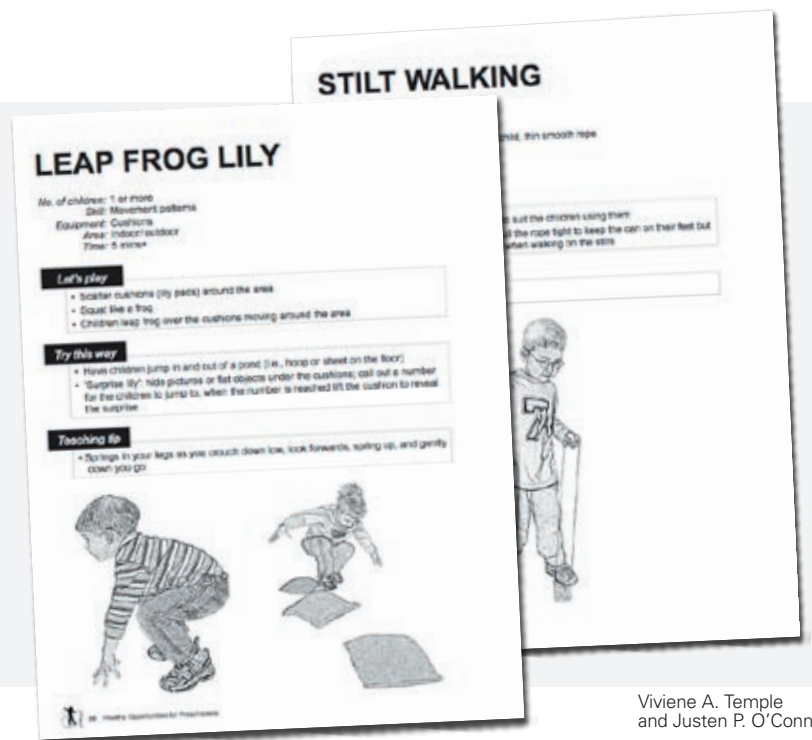 STILT WALKING
child, thin smooth rope
suit the children using them
the rope tight to keep the can on their feet but
when walking on the stilts
LEAP FROG LILY
No. of children: 1 or more
Skill: Movement patterns
Equipment: Cushions
Area: Indoor/outdoor
Time: 5 mins+
Let's play
• Scatter cushions (lily pads) around the area
• Squat like a frog
• Children leap frog over the cushions moving around the area
Try this way
• Have children jump in and out of a pond (i.e., hoop or sheet on the floor)
• 'Surprise lily': hide pictures or flat objects under the cushions; call out a number
for the children to jump to, when the number is reached lift the cushion to reveal
the surprise
Teaching tip
• Springs in your legs as you crouch down low, look forwards, spring up, and gently
down you go
Healthy Opportunities for Preschoolers
Viviene A. Temple
and Justen P. O'Conn